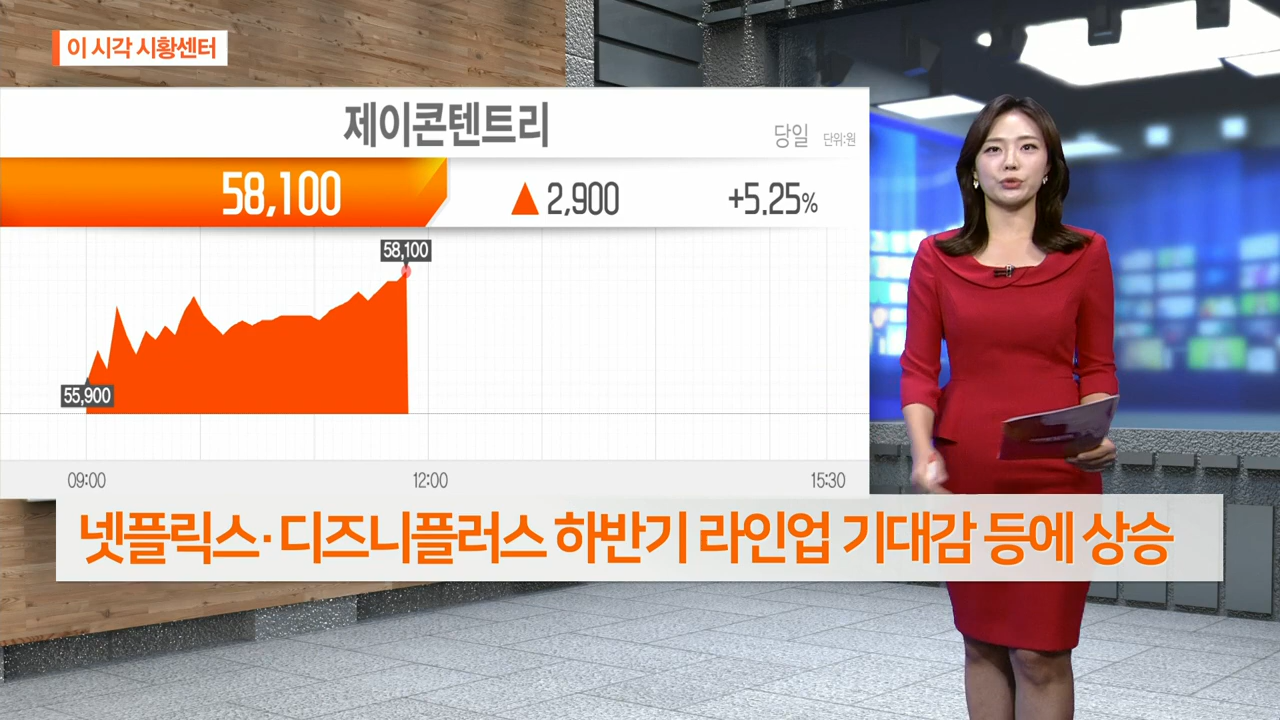 이 시각 시황센터
제이콘텐트리
당일 단위:원
58,100 ▲ 2,900 +5.25%
58,100
55,900
09:00 12:00 15:30
넷플릭스·디즈니플러스 하반기 라인업 기대감 등에 상승